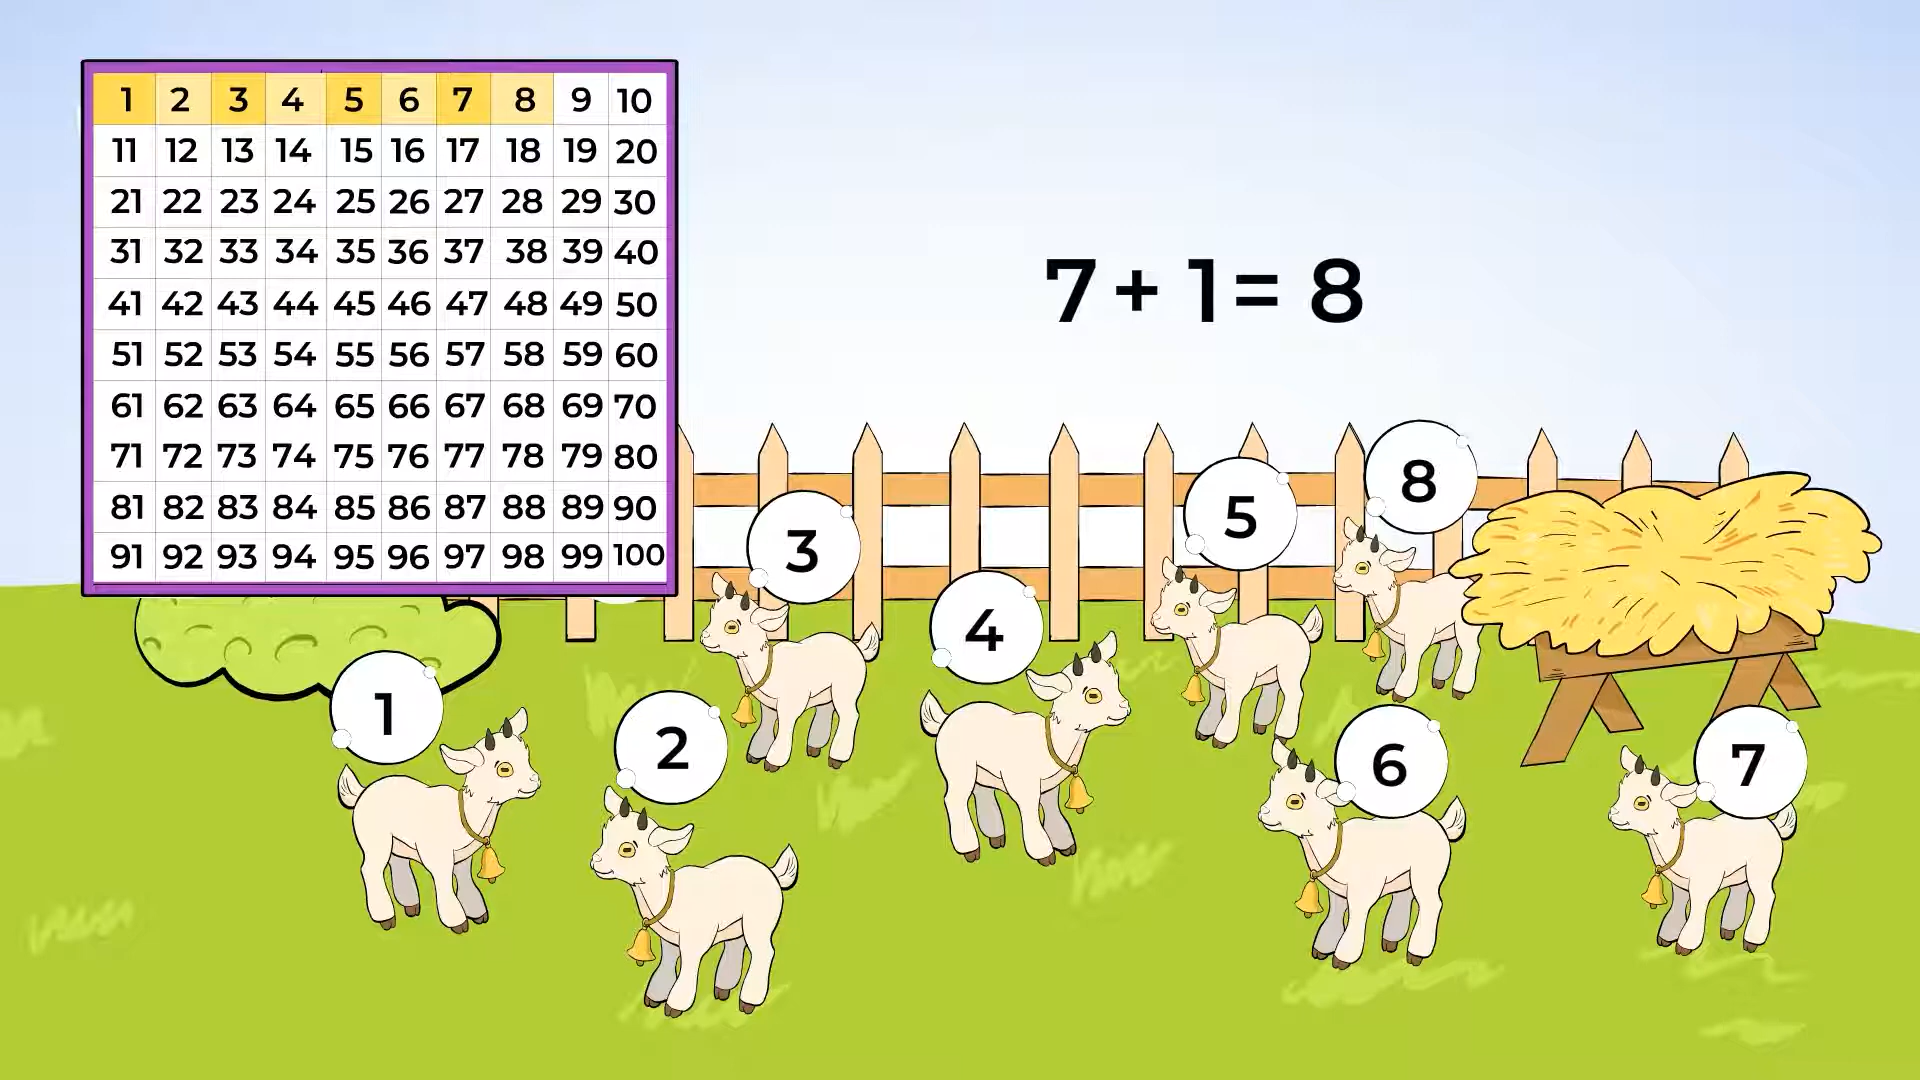 1 2 3 4 5 6 7 8 9 10
11 12 13 14 15 16 17 18 19 20
21 22 23 24 25 26 27 28 29 30
31 32 33 34 35 36 37 38 39 40
41 42 43 44 45 46 47 48 49 50
51 52 53 54 55 56 57 58 59 60
61 62 63 64 65 66 67 68 69 70
71 72 73 74 75 76 77 78 79 80
81 82 83 84 85 86 87 88 89 90
91 92 93 94 95 96 97 98 99 100
7 + 1 = 8
1
2
3
4
5
6
7
8